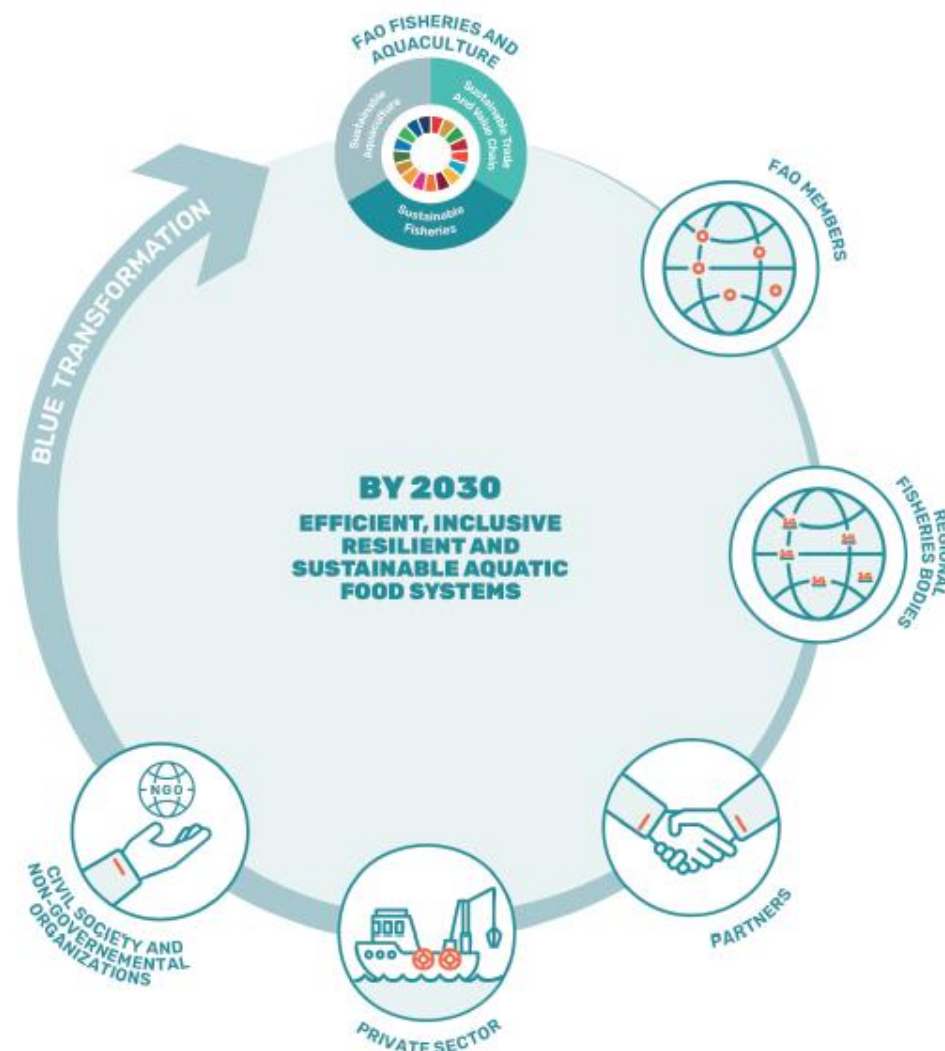 FAO FISHERIES AND
AQUACULTURE
Sustainable
Aquaculture
Sustainable Trade
And Value Chain
Sustainable
Fisheries
FAO MEMBERS
REGIONAL
FISHERIES BODIES
PARTNERS
PRIVATE SECTOR
NGO
CIVIL SOCIETY AND
NON-GOVERNEMENTAL
ORGANIZATIONS
BLUE TRANSFORMATION
BY 2030
EFFICIENT, INCLUSIVE
RESILIENT AND
SUSTAINABLE AQUATIC
FOOD SYSTEMS